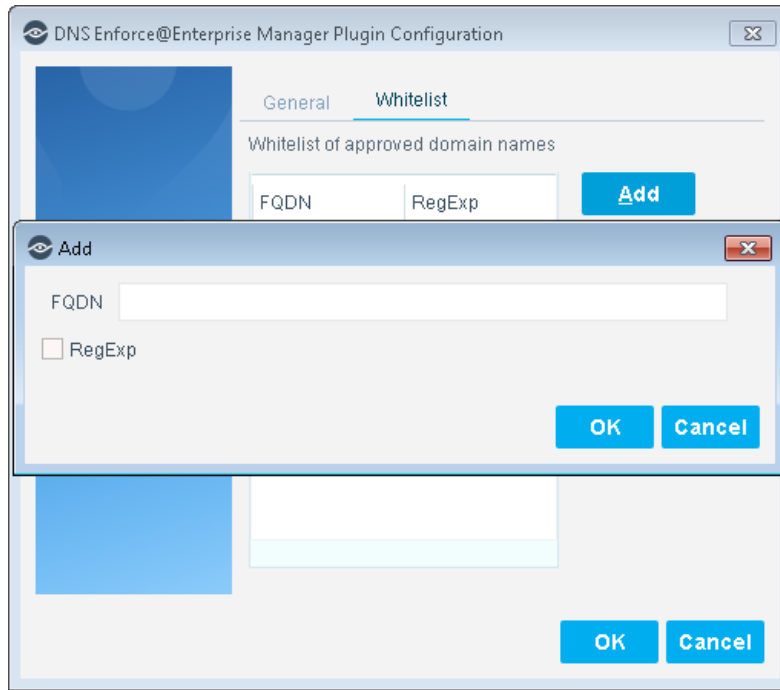 DNS Enforce@Enterprise Manager Plugin Configuration
General Whitelist
Whitelist of approved domain names
FQDN RegExp Add
Add
FQDN
RegExp
OK Cancel
OK Cancel